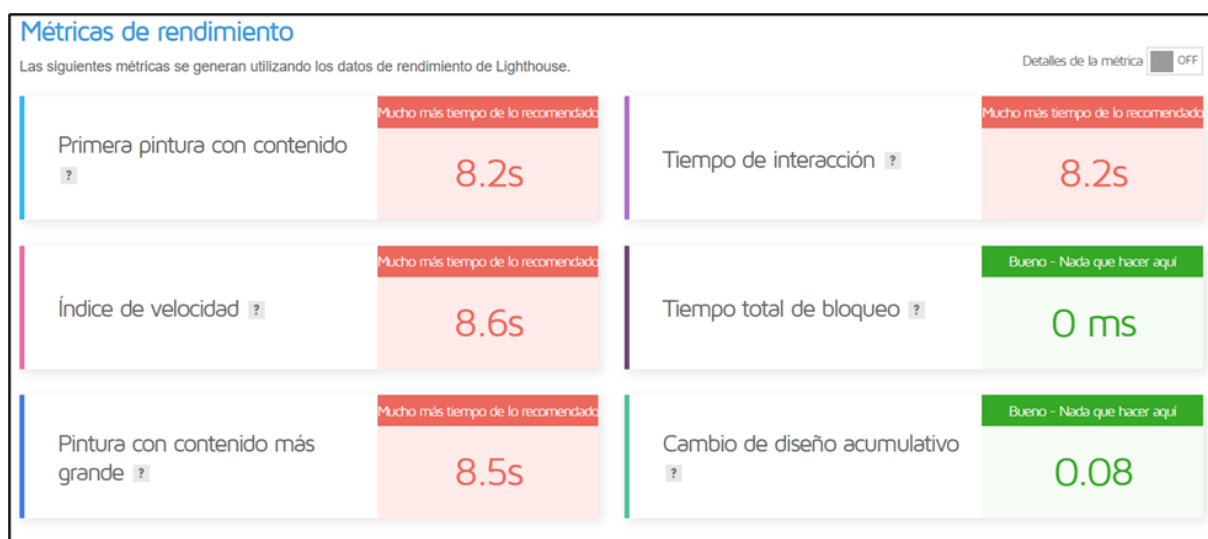 Métricas de rendimiento
Las siguientes métricas se generan utilizando los datos de rendimiento de Lighthouse.
Detalles de la métrica OFF
Primera pintura con contenido
?
Mucho más tiempo de lo recomendado
8.2s
Tiempo de interacción ?
Mucho más tiempo de lo recomendado
8.2s
Índice de velocidad ?
Mucho más tiempo de lo recomendado
8.6s
Tiempo total de bloqueo ?
Bueno - Nada que hacer aquí
0 ms
Pintura con contenido más
grande ?
Mucho más tiempo de lo recomendado
8.5s
Cambio de diseño acumulativo
?
Bueno - Nada que hacer aquí
0.08